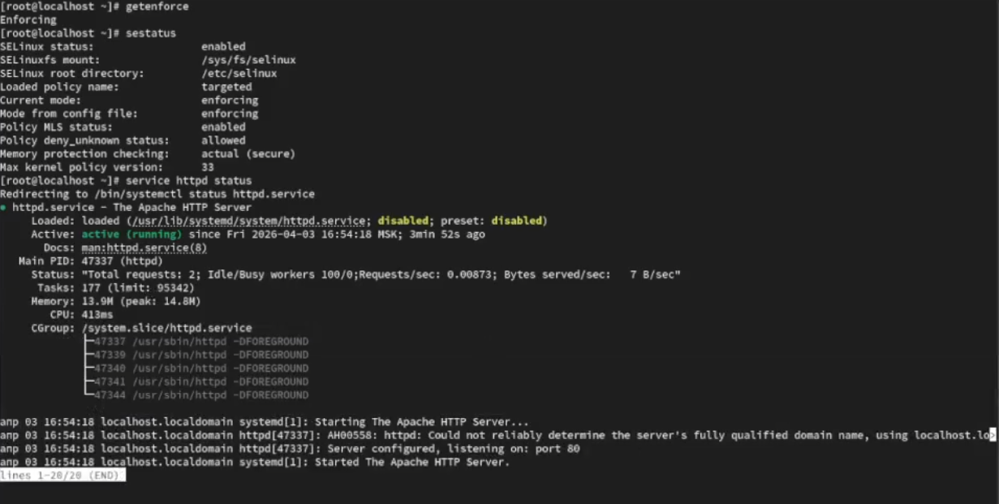 [root@localhost ~]# getenforce
Enforcing
[root@localhost ~]# sestatus
SELinux status:                 enabled
SELinuxfs mount:                /sys/fs/selinux
SELinux root directory:         /etc/selinux
Loaded policy name:             targeted
Current mode:                   enforcing
Mode from config file:          enforcing
Policy MLS status:              enabled
Policy deny_unknown status:     allowed
Memory protection checking:     actual (secure)
Max kernel policy version:      33
[root@localhost ~]# service httpd status
Redirecting to /bin/systemctl status httpd.service
● httpd.service - The Apache HTTP Server
     Loaded: loaded (/usr/lib/systemd/system/httpd.service; disabled; preset: disabled)
     Active: active (running) since Fri 2026-04-03 16:54:18 MSK; 3min 52s ago
       Docs: man:httpd.service(8)
   Main PID: 47337 (httpd)
     Status: "Total requests: 2; Idle/Busy workers 100/0;Requests/sec: 0.00873; Bytes served/sec:   7 B/sec"
      Tasks: 177 (limit: 95342)
     Memory: 13.9M (peak: 14.8M)
        CPU: 413ms
     CGroup: /system.slice/httpd.service
             ├─47337 /usr/sbin/httpd -DFOREGROUND
             ├─47339 /usr/sbin/httpd -DFOREGROUND
             ├─47340 /usr/sbin/httpd -DFOREGROUND
             ├─47341 /usr/sbin/httpd -DFOREGROUND
             └─47344 /usr/sbin/httpd -DFOREGROUND
апр 03 16:54:18 localhost.localdomain systemd[1]: Starting The Apache HTTP Server...
апр 03 16:54:18 localhost.localdomain httpd[47337]: AH00558: httpd: Could not reliably determine the server's fully qualified domain name, using localhost.lo>
апр 03 16:54:18 localhost.localdomain httpd[47337]: Server configured, listening on: port 80
апр 03 16:54:18 localhost.localdomain systemd[1]: Started The Apache HTTP Server.
lines 1-20/20 (END)